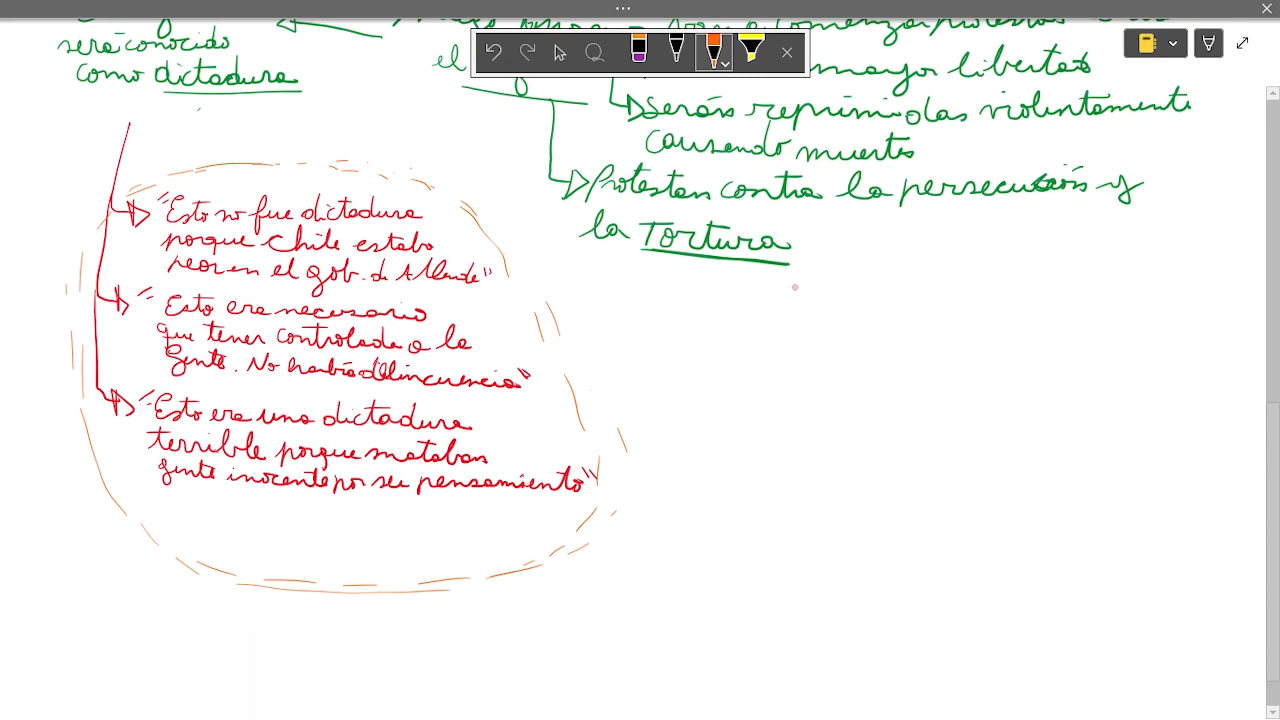 será conocido
como dictadura
el
mayor libertad
Serán reprimidas violentamente
causando muertes
Protestan contra la persecución y
la Tortura
"Esto no fue dictadura
porque Chile estaba
peor en el gob. de Allende"
"Esto era necesario
que tener controlada a la
gente. No había delincuencia"
"Esto era una dictadura
terrible porque mataban
gente inocente por su pensamiento"